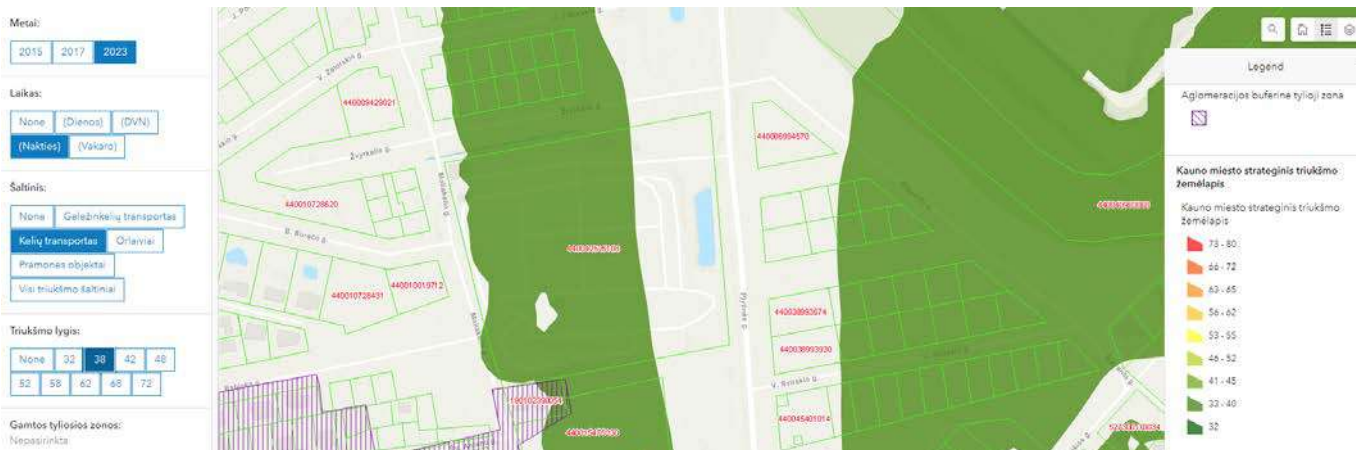 Metai:
2015 2017 2023
Laikas:
None (Dienos) (DVN)
(Nakties) (Vakaro)
Šaltinis:
None Geležinkelių transportas
Kelių transportas Orlaiviai
Pramonės objektai
Visi triukšmo šaltiniai
Triukšmo lygis:
None 32 38 42 48
52 58 62 68 72
Gamtos tyliosios zonos:
Nepasirinkta
V. Zatorskio g.
440009429021
Žvyrkelio g.
440010728620
440010728431
440010019712
190102390054
440006994570
440038993674
440038993930
440045401014
Legend
Aglomeracijos buferinė tylioji zona
Kauno miesto strateginis triukšmo
žemėlapis
Kauno miesto strateginis triukšmo
žemėlapis
73 - 80
66 - 72
63 - 65
56 - 62
53 - 55
46 - 52
41 - 45
33 - 40
32